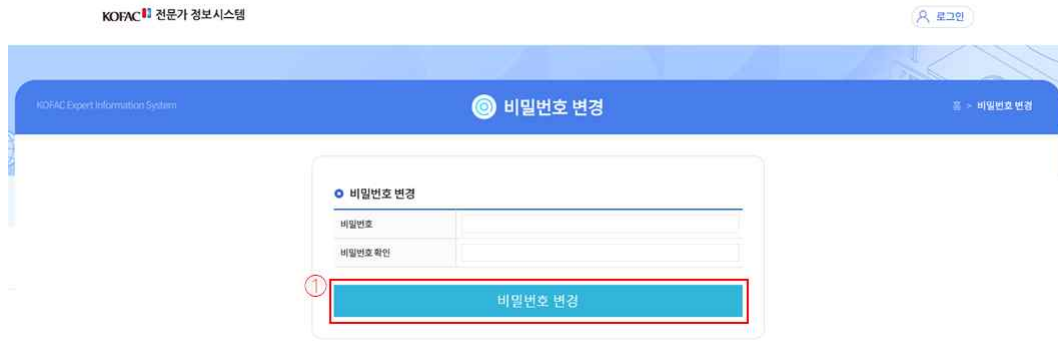 KOFAC 전문가 정보시스템
로그인
KOFAC Expert Information System
비밀번호 변경
홈 > 비밀번호 변경
비밀번호 변경
비밀번호
비밀번호 확인
①
비밀번호 변경